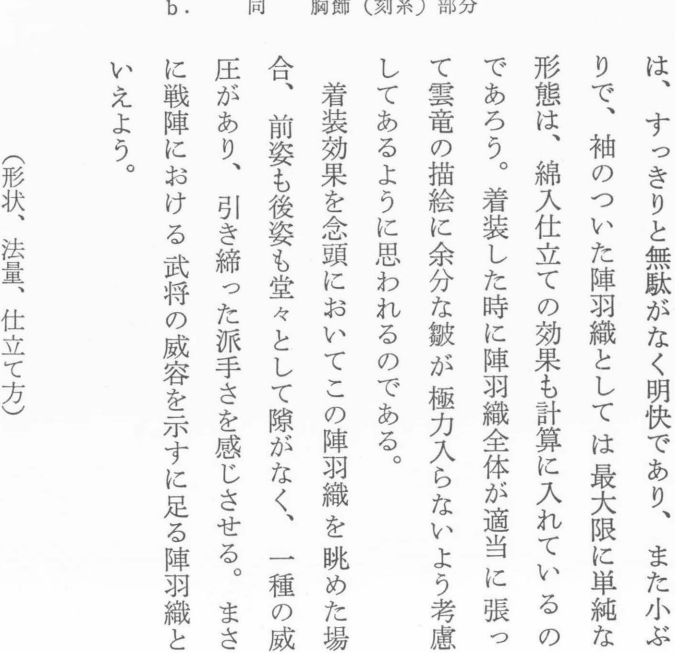 b． 同 胸飾（刻糸）部分
は、すっきりと無駄がなく明快であり、また小ぶ
りで、袖のついた陣羽織としては最大限に単純な
形態は、綿入仕立ての効果も計算に入れているの
であろう。着装した時に陣羽織全体が適当に張っ
て雲竜の描絵に余分な皺が極力入らないよう考慮
してあるように思われるのである。
着装効果を念頭においてこの陣羽織を眺めた場
合、前姿も後姿も堂々として隙がなく、一種の威
圧があり、引き締った派手さを感じさせる。まさ
に戦陣における武将の威容を示すに足る陣羽織と
いえよう。
（形状、法量、仕立て方）